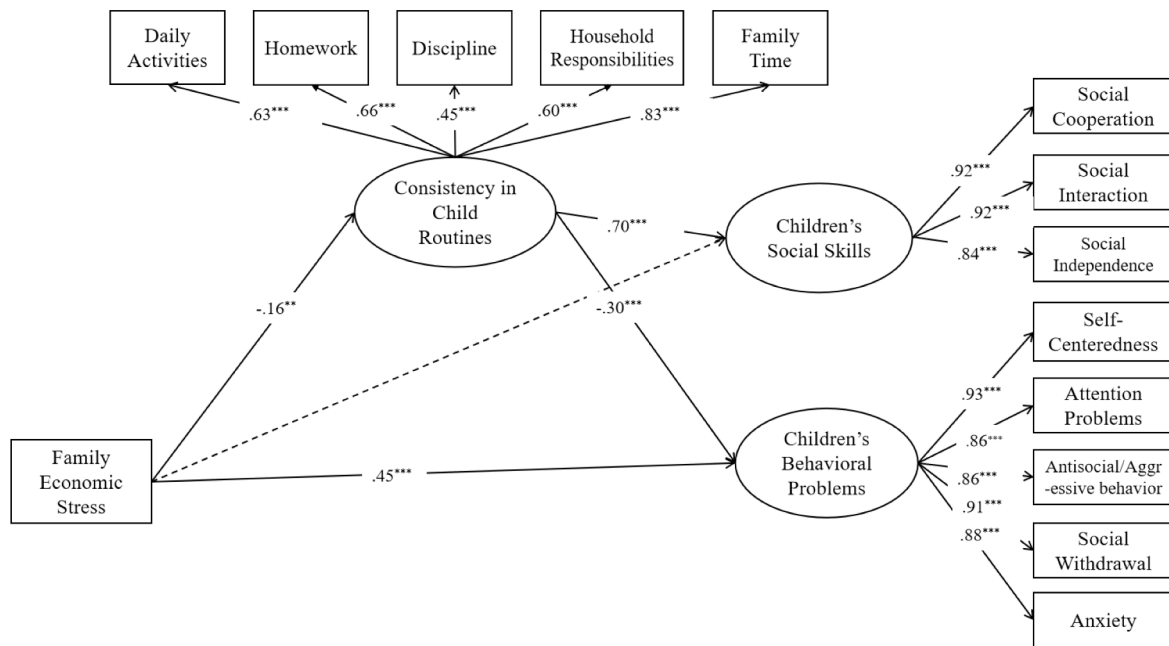 Daily
Activities
Homework
Discipline
Household
Responsibilities
Family
Time
.63***
.66***
.45***
.60***
.83***
Consistency in
Child
Routines
Children's
Social Skills
.70***
.92***
.92***
.84***
Social
Cooperation
Social
Interaction
Social
Independence
-.16**
-.30***
Family
Economic
Stress
.45***
Children's
Behavioral
Problems
.93***
.86***
.86***
.91***
.88***
Self-
Centeredness
Attention
Problems
Antisocial/Aggr
-essive behavior
Social
Withdrawal
Anxiety